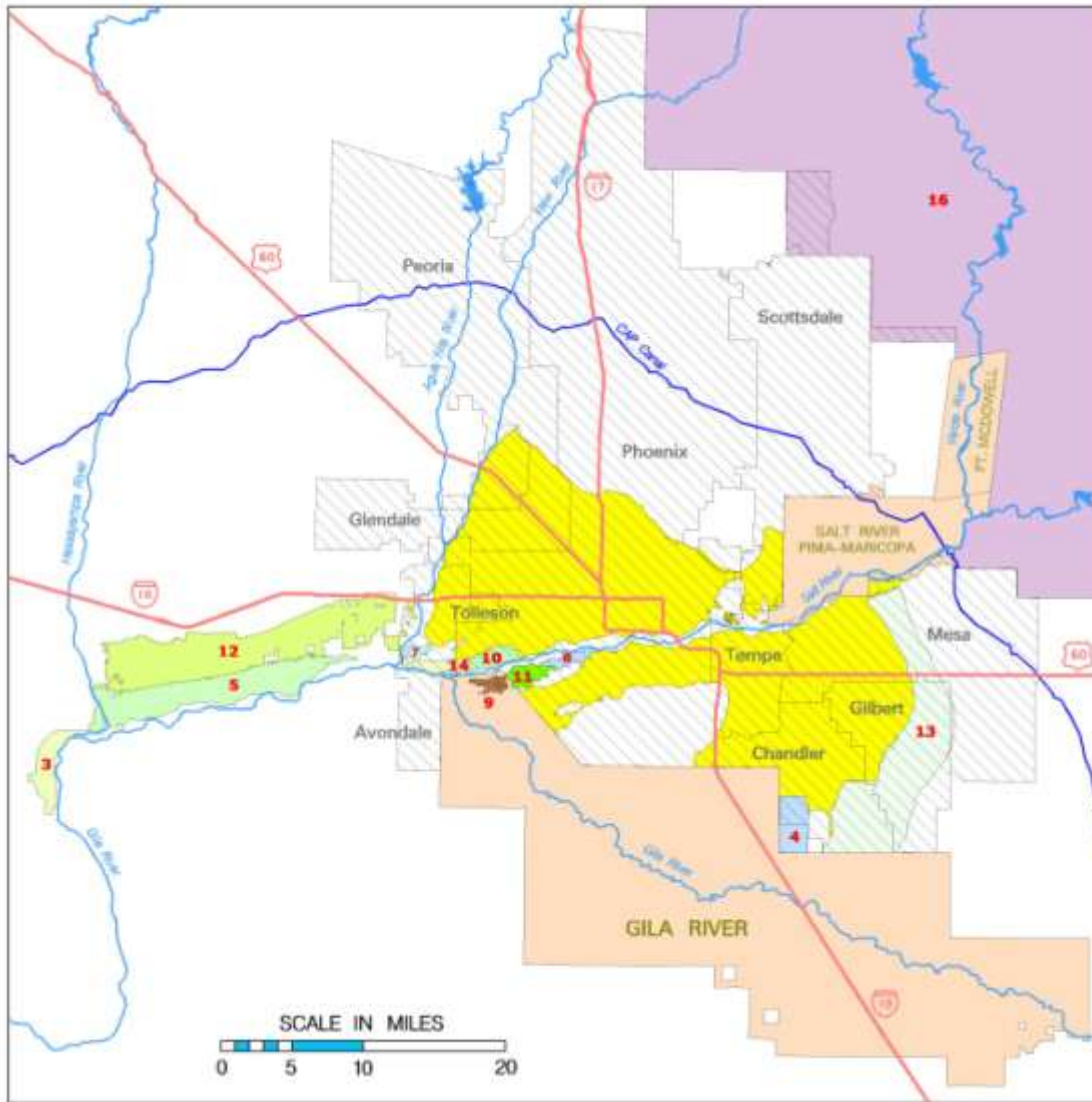 16
17
New River
60
Peoria
Scottsdale
Agua Fria River
CAP Canal
Verde River
FT. MCDOWELL
Phoenix
Hassayampa River
Glendale
SALT RIVER
PIMA-MARICOPA
Salt River
10
Tolleson
Mesa
12
7
14
10
Tempe
60
5
11
9
Gilbert
13
Avondale
Chandler
3
4
Gila River
Gila River
GILA RIVER
10
SCALE IN MILES
0 5 10 20